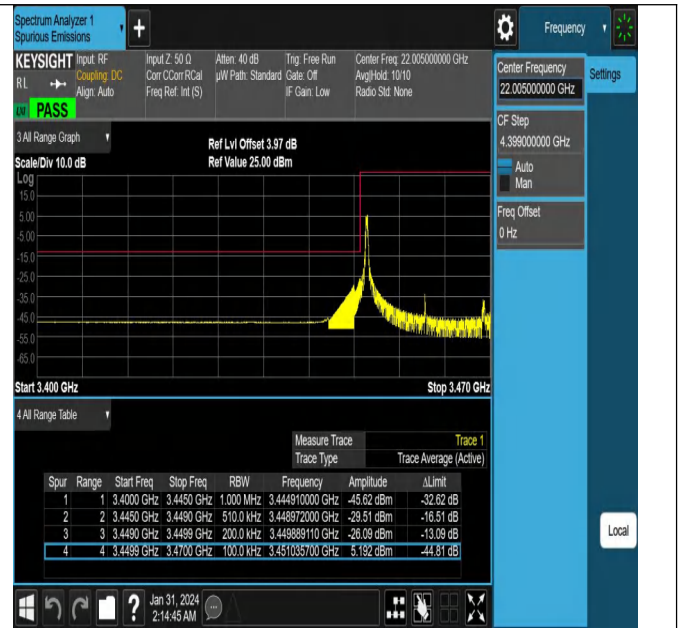 Spectrum Analyzer 1
Spurious Emissions
Frequency
KEYSIGHT
RL
Input: RF
Coupling: DC
Align: Auto
Input Z: 50 Ω
Corr CCorr RCal
Freq Ref: Int (S)
Atten: 40 dB
µW Path: Standard
Trig: Free Run
Gate: Off
IF Gain: Low
Center Freq: 22.005000000 GHz
Avg|Hold: 10/10
Radio Std: None
PASS
Center Frequency
22.005000000 GHz
Settings
CF Step
4.399000000 GHz
Auto
Man
Freq Offset
0 Hz
3 All Range Graph
Scale/Div 10.0 dB
Ref Lvl Offset 3.97 dB
Ref Value 25.00 dBm
Log
15.0
5.00
-5.00
-15.0
-25.0
-35.0
-45.0
-55.0
-65.0
Start 3.400 GHz
Stop 3.470 GHz
4 All Range Table
Measure Trace Trace 1
Trace Type Trace Average (Active)
Spur Range Start Freq Stop Freq RBW Frequency Amplitude ΔLimit
1 1 3.4000 GHz 3.4450 GHz 1.000 MHz 3.444910000 GHz -45.62 dBm -32.62 dB
2 2 3.4450 GHz 3.4490 GHz 510.0 kHz 3.448972000 GHz -29.51 dBm -16.51 dB
3 3 3.4490 GHz 3.4499 GHz 200.0 kHz 3.449889110 GHz -26.09 dBm -13.09 dB
4 4 3.4499 GHz 3.4700 GHz 100.0 kHz 3.451035700 GHz 5.192 dBm -44.81 dB
Local
?
Jan 31, 2024
2:14:45 AM